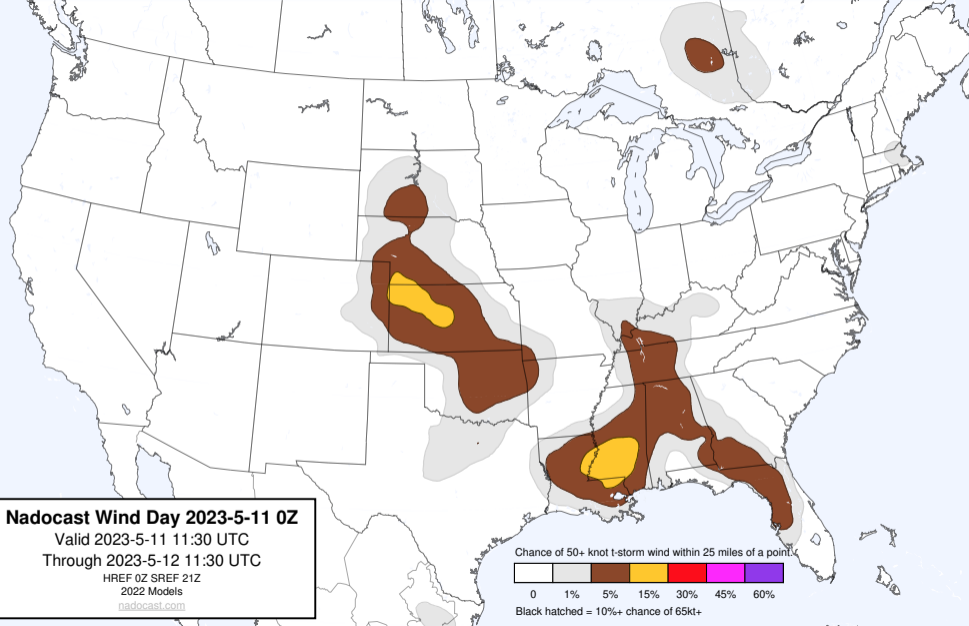 Nadocast Wind Day 2023-5-11 0Z
Valid 2023-5-11 11:30 UTC
Through 2023-5-12 11:30 UTC
HREF 0Z SREF 21Z
2022 Models
nadocast.com
Chance of 50+ knot t-storm wind within 25 miles of a point.
0 1% 5% 15% 30% 45% 60%
Black hatched = 10%+ chance of 65kt+